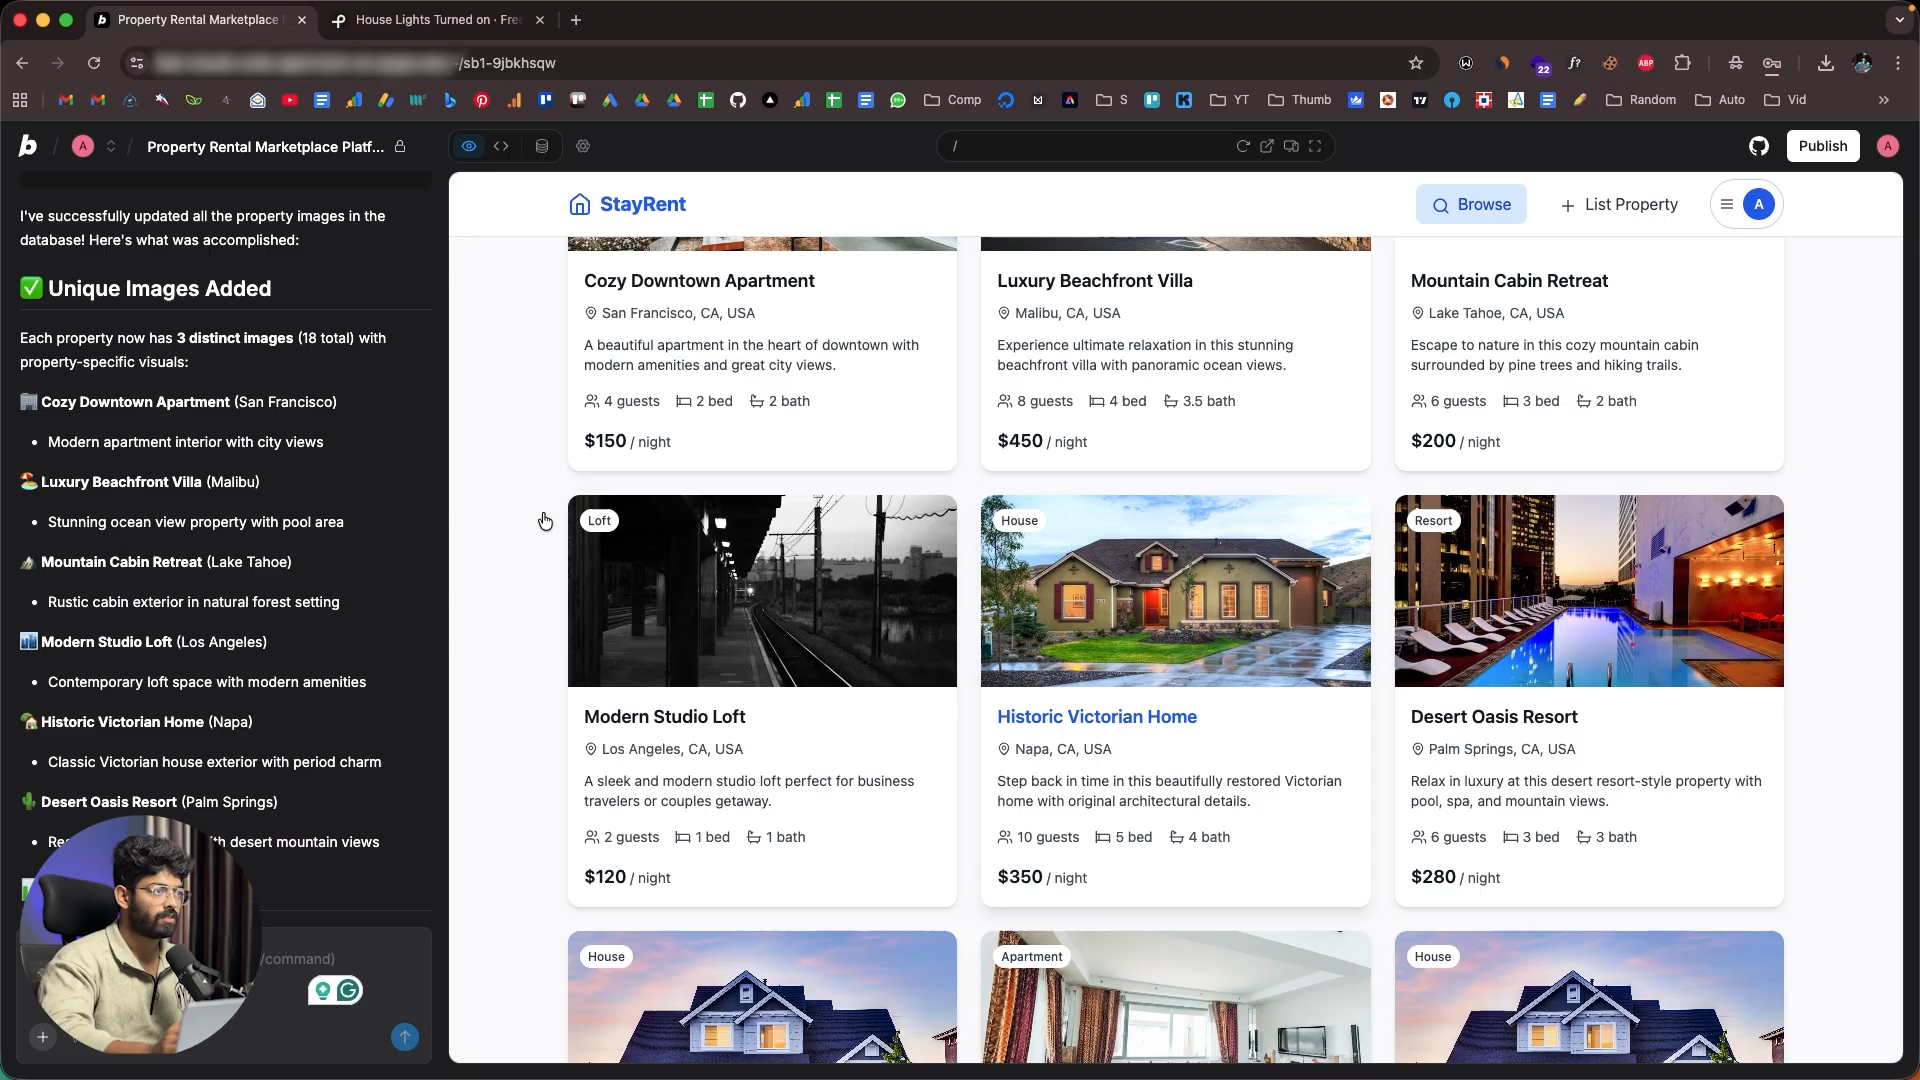 Property Rental Marketplace
House Lights Turned on · Free
/sb1-9jbkhsqw
22
ABP
Comp
S
YT
Thumb
Random
Auto
Vid
A
Property Rental Marketplace Platf...
/
Publish
A
I've successfully updated all the property images in the
database! Here's what was accomplished:
✅ Unique Images Added
Each property now has 3 distinct images (18 total) with
property-specific visuals:
🏢 Cozy Downtown Apartment (San Francisco)
• Modern apartment interior with city views
🏖️ Luxury Beachfront Villa (Malibu)
• Stunning ocean view property with pool area
⛰️ Mountain Cabin Retreat (Lake Tahoe)
• Rustic cabin exterior in natural forest setting
🏙️ Modern Studio Loft (Los Angeles)
• Contemporary loft space with modern amenities
🏡 Historic Victorian Home (Napa)
• Classic Victorian house exterior with period charm
🌵 Desert Oasis Resort (Palm Springs)
desert mountain views
/command)
StayRent
Browse
List Property
A
Cozy Downtown Apartment
San Francisco, CA, USA
A beautiful apartment in the heart of downtown with
modern amenities and great city views.
4 guests 2 bed 2 bath
$150 / night
Luxury Beachfront Villa
Malibu, CA, USA
Experience ultimate relaxation in this stunning
beachfront villa with panoramic ocean views.
8 guests 4 bed 3.5 bath
$450 / night
Mountain Cabin Retreat
Lake Tahoe, CA, USA
Escape to nature in this cozy mountain cabin
surrounded by pine trees and hiking trails.
6 guests 3 bed 2 bath
$200 / night
Loft
Modern Studio Loft
Los Angeles, CA, USA
A sleek and modern studio loft perfect for business
travelers or couples getaway.
2 guests 1 bed 1 bath
$120 / night
House
Historic Victorian Home
Napa, CA, USA
Step back in time in this beautifully restored Victorian
home with original architectural details.
10 guests 5 bed 4 bath
$350 / night
Resort
Desert Oasis Resort
Palm Springs, CA, USA
Relax in luxury at this desert resort-style property with
pool, spa, and mountain views.
6 guests 3 bed 3 bath
$280 / night
House
Apartment
House